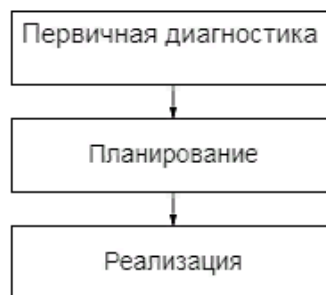 Первичная диагностика
Планирование
Реализация